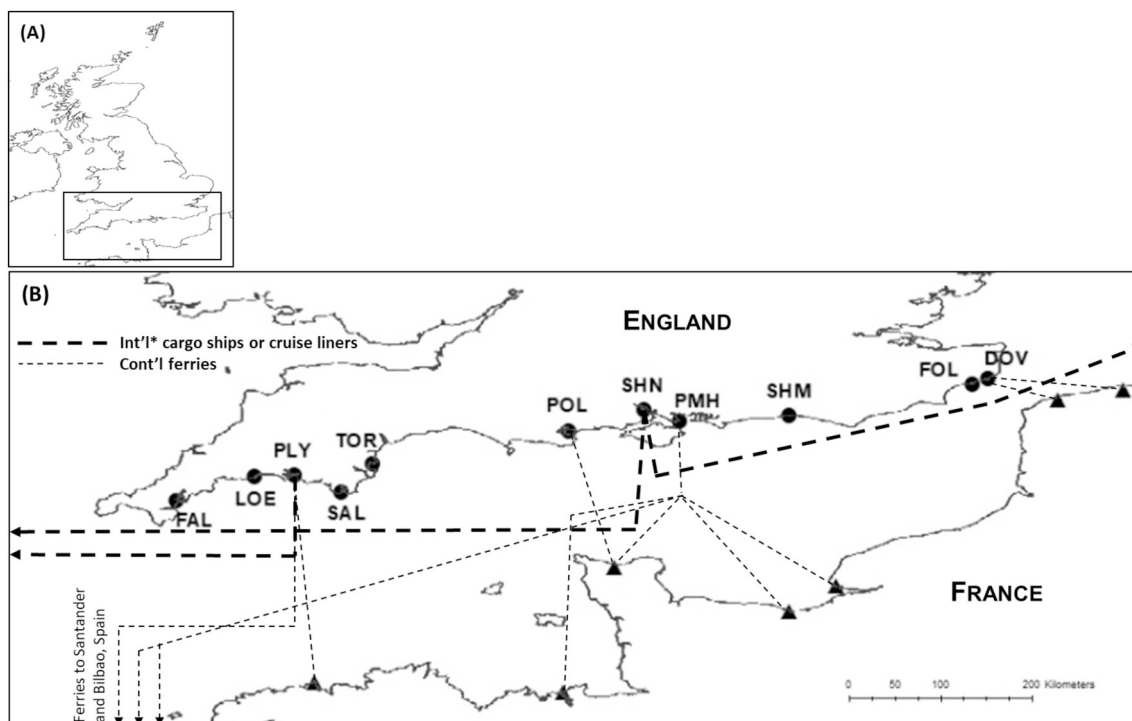 (A)
(B)
ENGLAND
Int'l* cargo ships or cruise liners
Cont'l ferries
FOL
DOV
SHN
PMH
SHM
POL
TOR
PLY
LOE
SAL
FAL
FRANCE
Ferries to Santander
and Bilbao, Spain
0 50 100 200 Kilometers